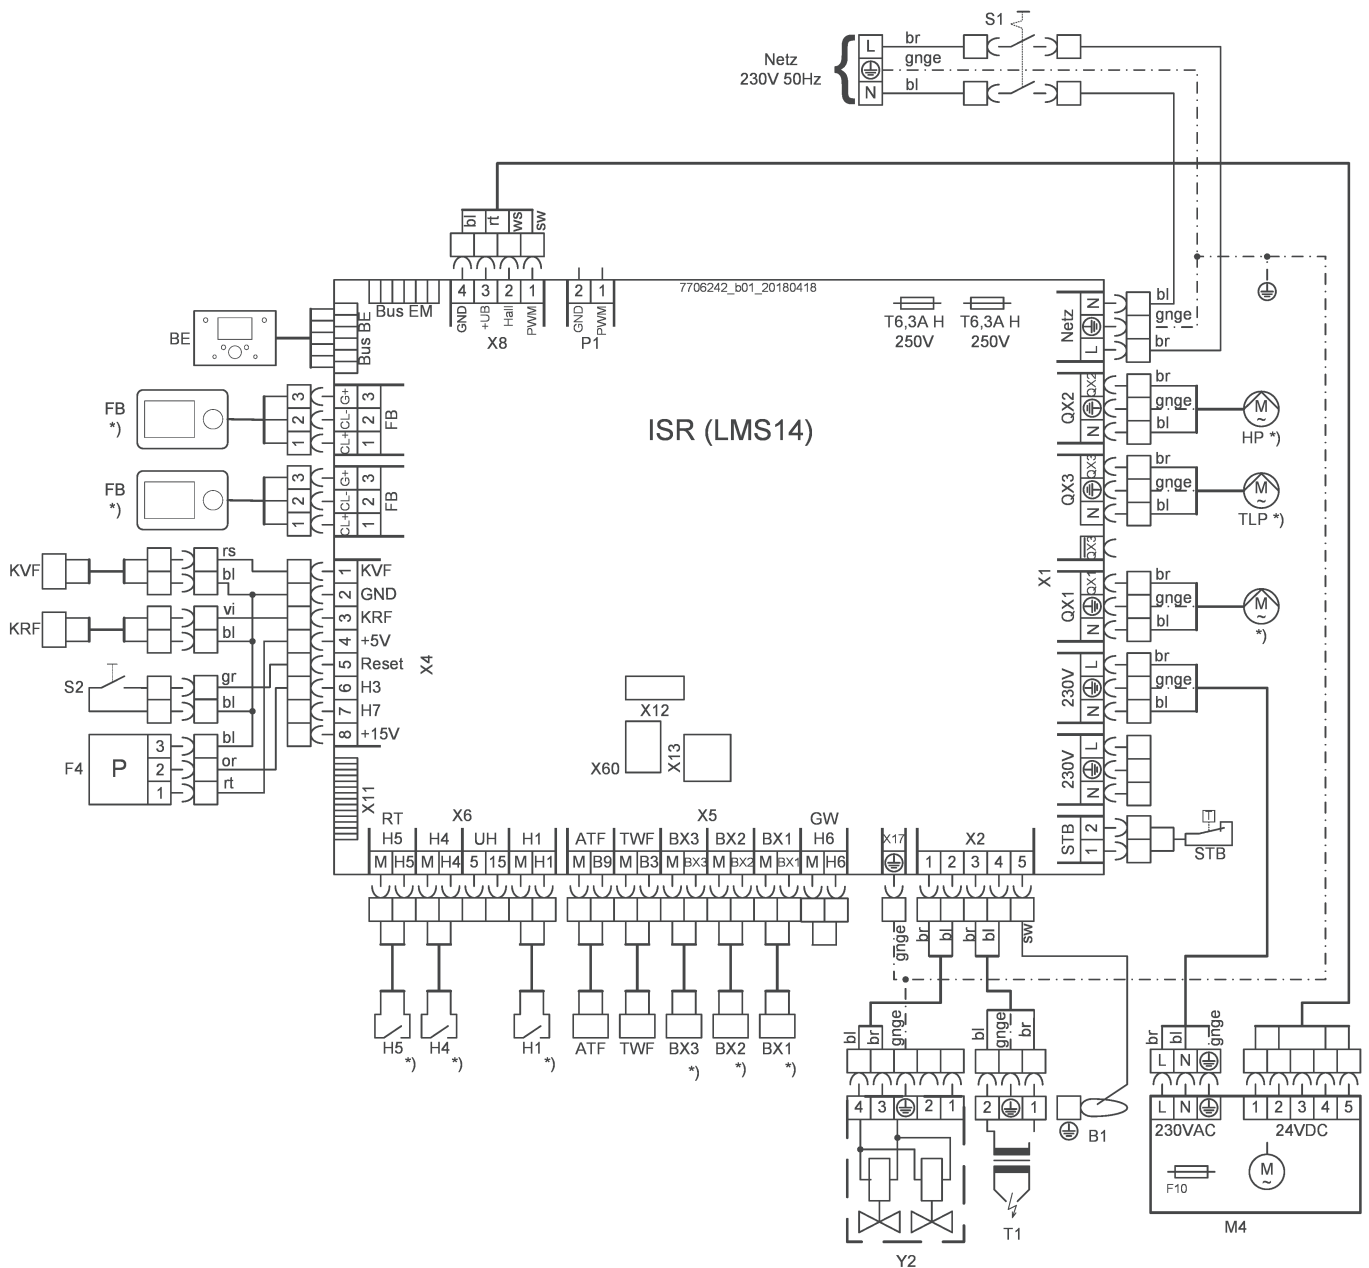 S1
Netz
230V 50Hz
L
N
br
gnge
bl
bl
rt
ws
sw
4
3
2
1
GND
+UB
Hall
PWM
X8
2
1
GND
PWM
P1
7706242_b01_20180418
T6,3A H
250V
T6,3A H
250V
Bus EM
Bus BE
BE
ISR (LMS14)
FB
*)
3
2
1
G+
CL-
CL+
3
2
1
FB
FB
*)
3
2
1
G+
CL-
CL+
3
2
1
FB
KVF
rs
bl
KRF
vi
bl
S2
gr
bl
F4
P
3
2
1
bl
or
rt
1
2
3
4
5
6
7
8
KVF
GND
KRF
+5V
Reset
H3
H7
+15V
X4
X11
X12
X60
X13
Netz
N
L
bl
gnge
br
QX2
QX2
N
br
gnge
bl
M
~
HP *)
QX3
QX3
N
br
gnge
bl
M
~
TLP *)
QX3
X1
QX1
QX1
N
br
gnge
bl
M
~
*)
230V
L
N
br
gnge
bl
230V
L
N
STB
2
1
T
STB
RT
X6
X5
GW
H5
H4
UH
H1
ATF
TWF
BX3
BX2
BX1
H6
M H5
M H4
5 15
M H1
M B9
M B3
M BX3
M BX2
M BX1
M H6
X17
X2
1 2 3 4 5
gnge
br
bl
br
bl
sw
H5
*)
H4
*)
H1
*)
ATF
TWF
BX3
*)
BX2
*)
BX1
*)
bl
br
gnge
4 3 2 1
Y2
bl
gnge
br
2 1
T1
B1
br
bl
gnge
L N
L N
230VAC
1 2 3 4 5
24VDC
F10
M
~
M4